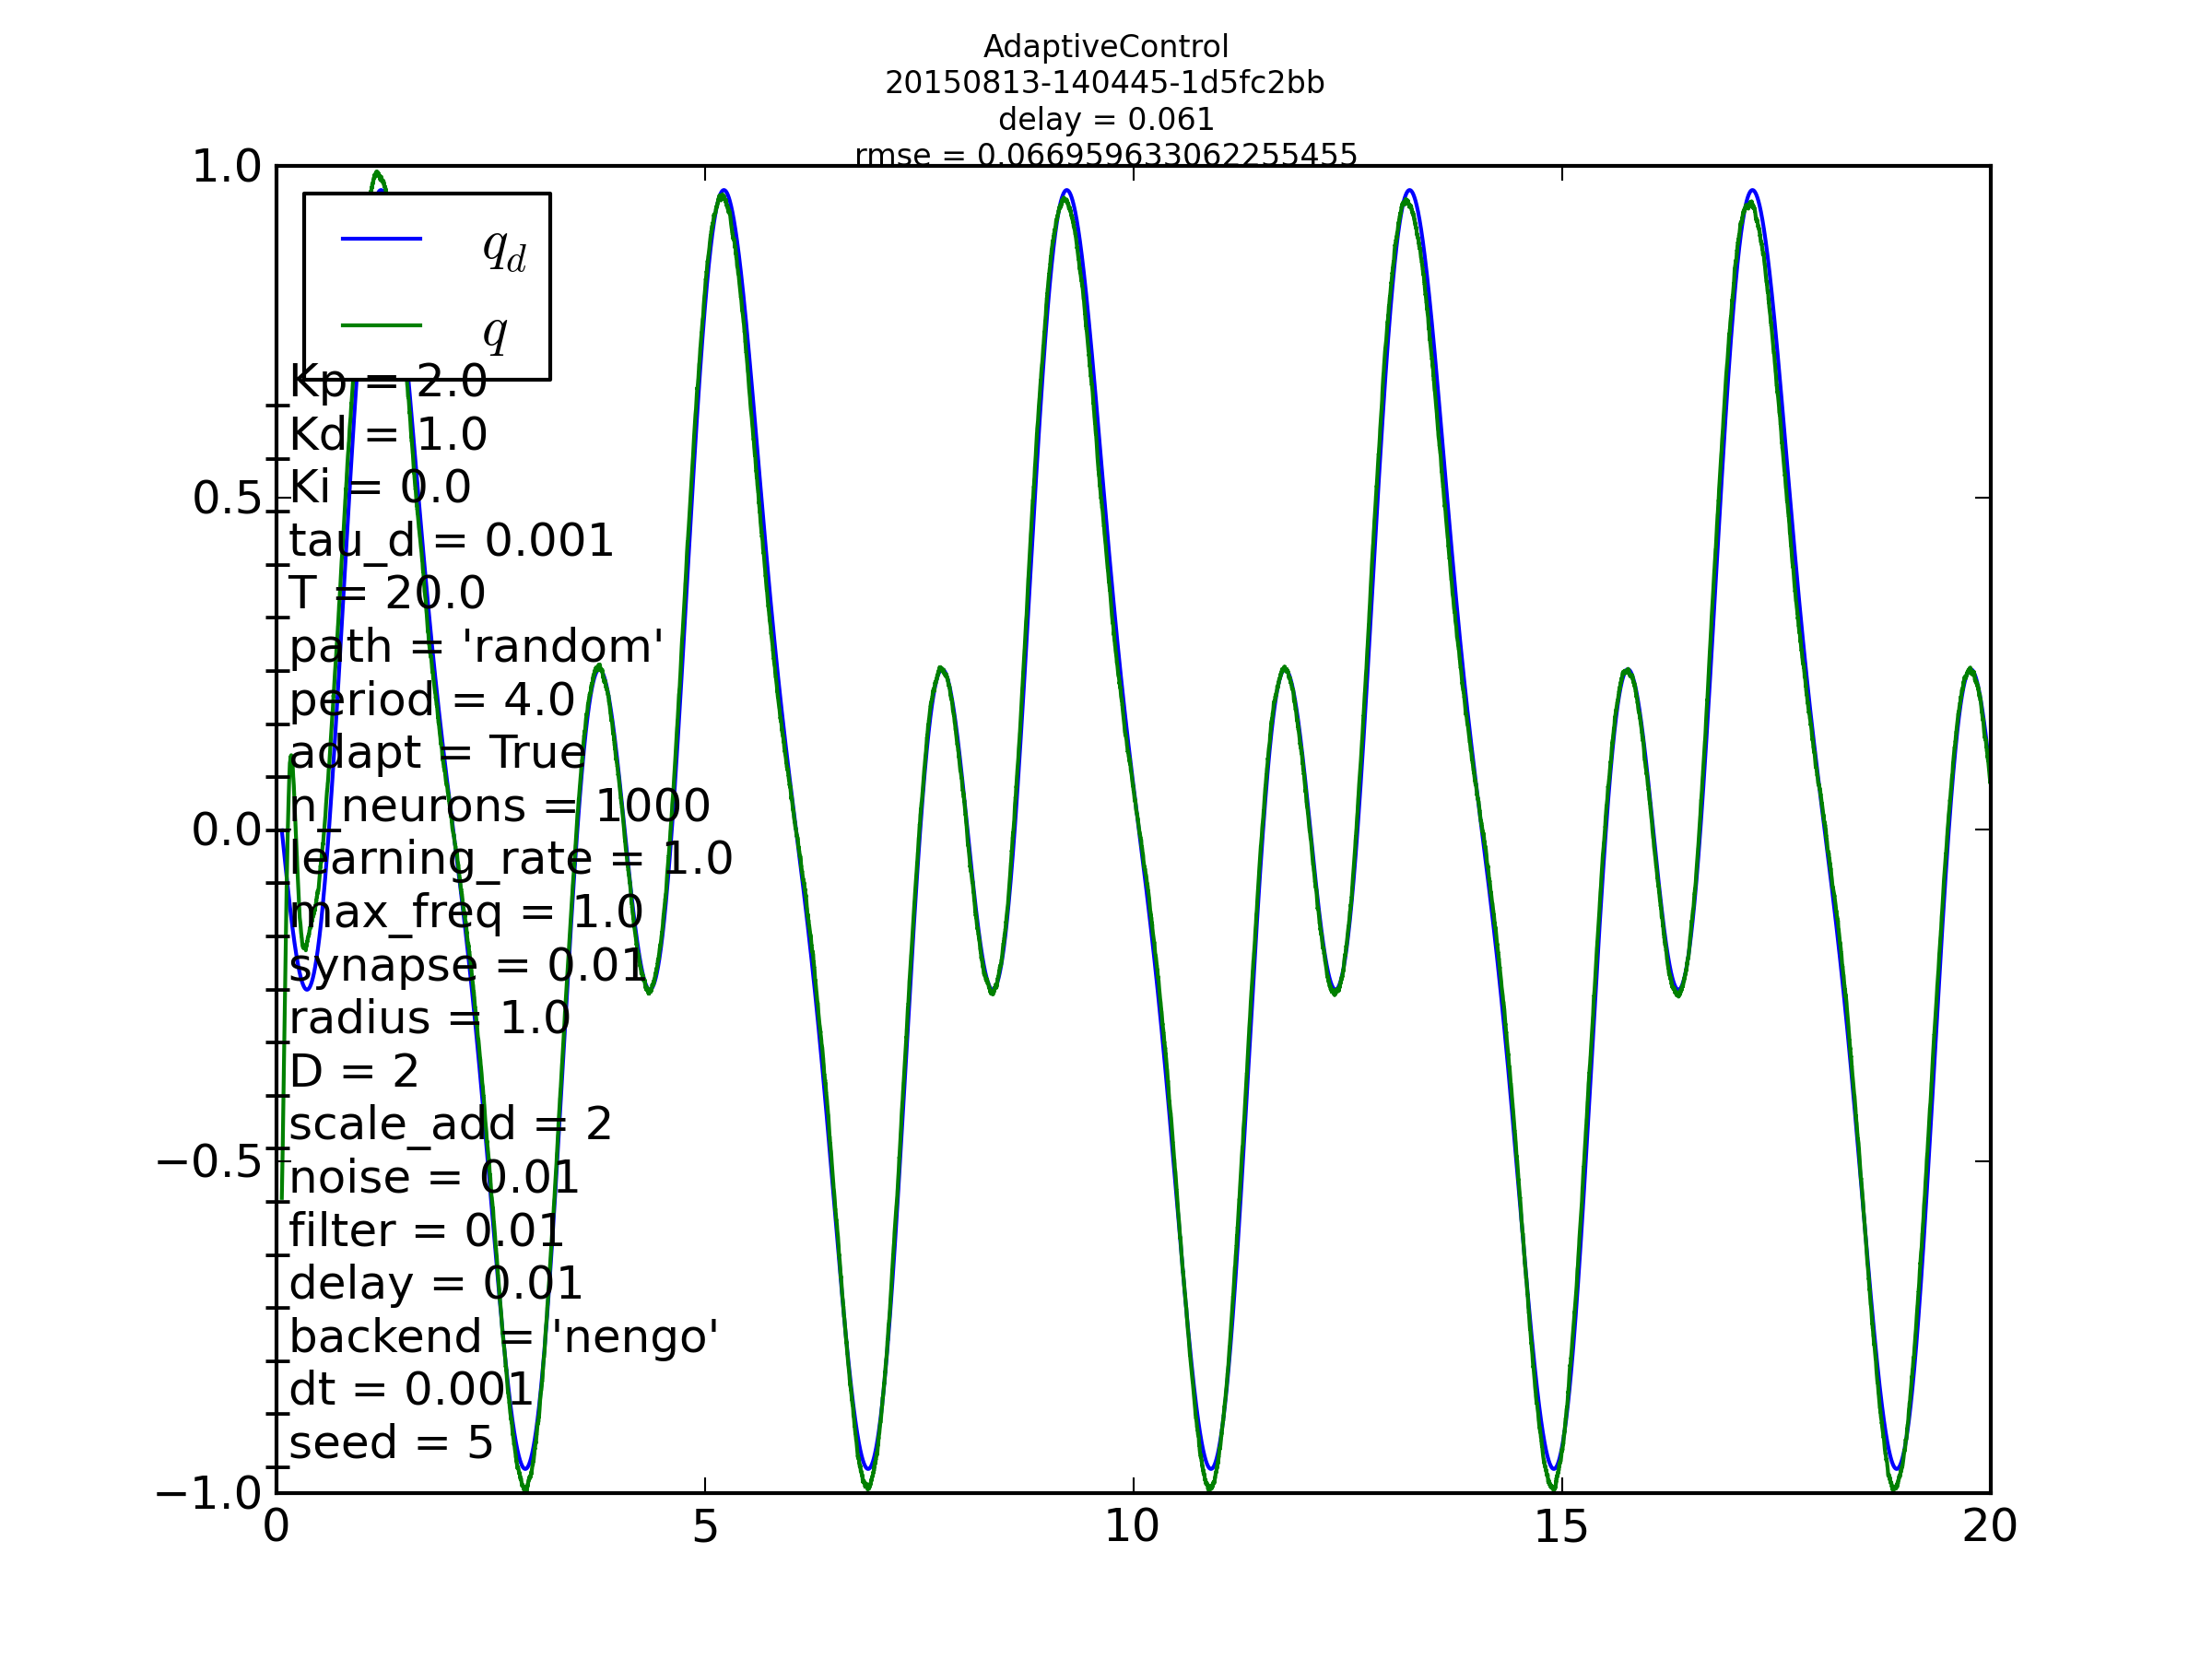 AdaptiveControl
20150813-140445-1d5fc2bb
delay = 0.061
rmse = 0.066959633062255455
1.0
q_d
q
Kp = 2.0
Kd = 1.0
Ki = 0.0
0.5
tau_d = 0.001
T = 20.0
path = 'random'
period = 4.0
adapt = True
n_neurons = 1000
0.0
learning_rate = 1.0
max_freq = 1.0
synapse = 0.01
radius = 1.0
D = 2
scale_add = 2
−0.5
noise = 0.01
filter = 0.01
delay = 0.01
backend = 'nengo'
dt = 0.001
seed = 5
−1.0
0 5 10 15 20